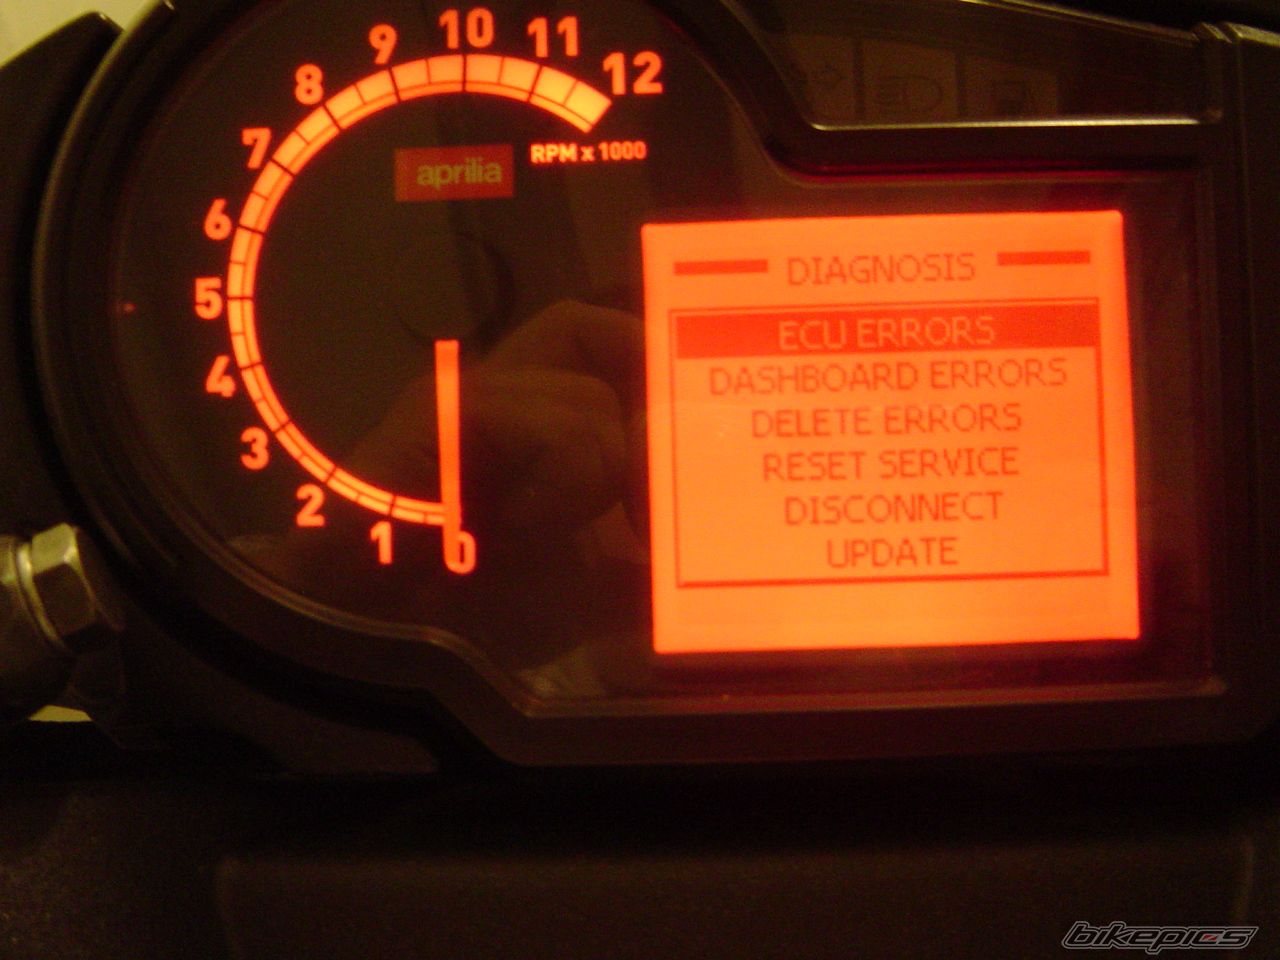 12
11
10
9
8
7
6
5
4
3
2
1
0
aprilia
RPM x 1000
DIAGNOSIS
ECU ERRORS
DASHBOARD ERRORS
DELETE ERRORS
RESET SERVICE
DISCONNECT
UPDATE
bikepics